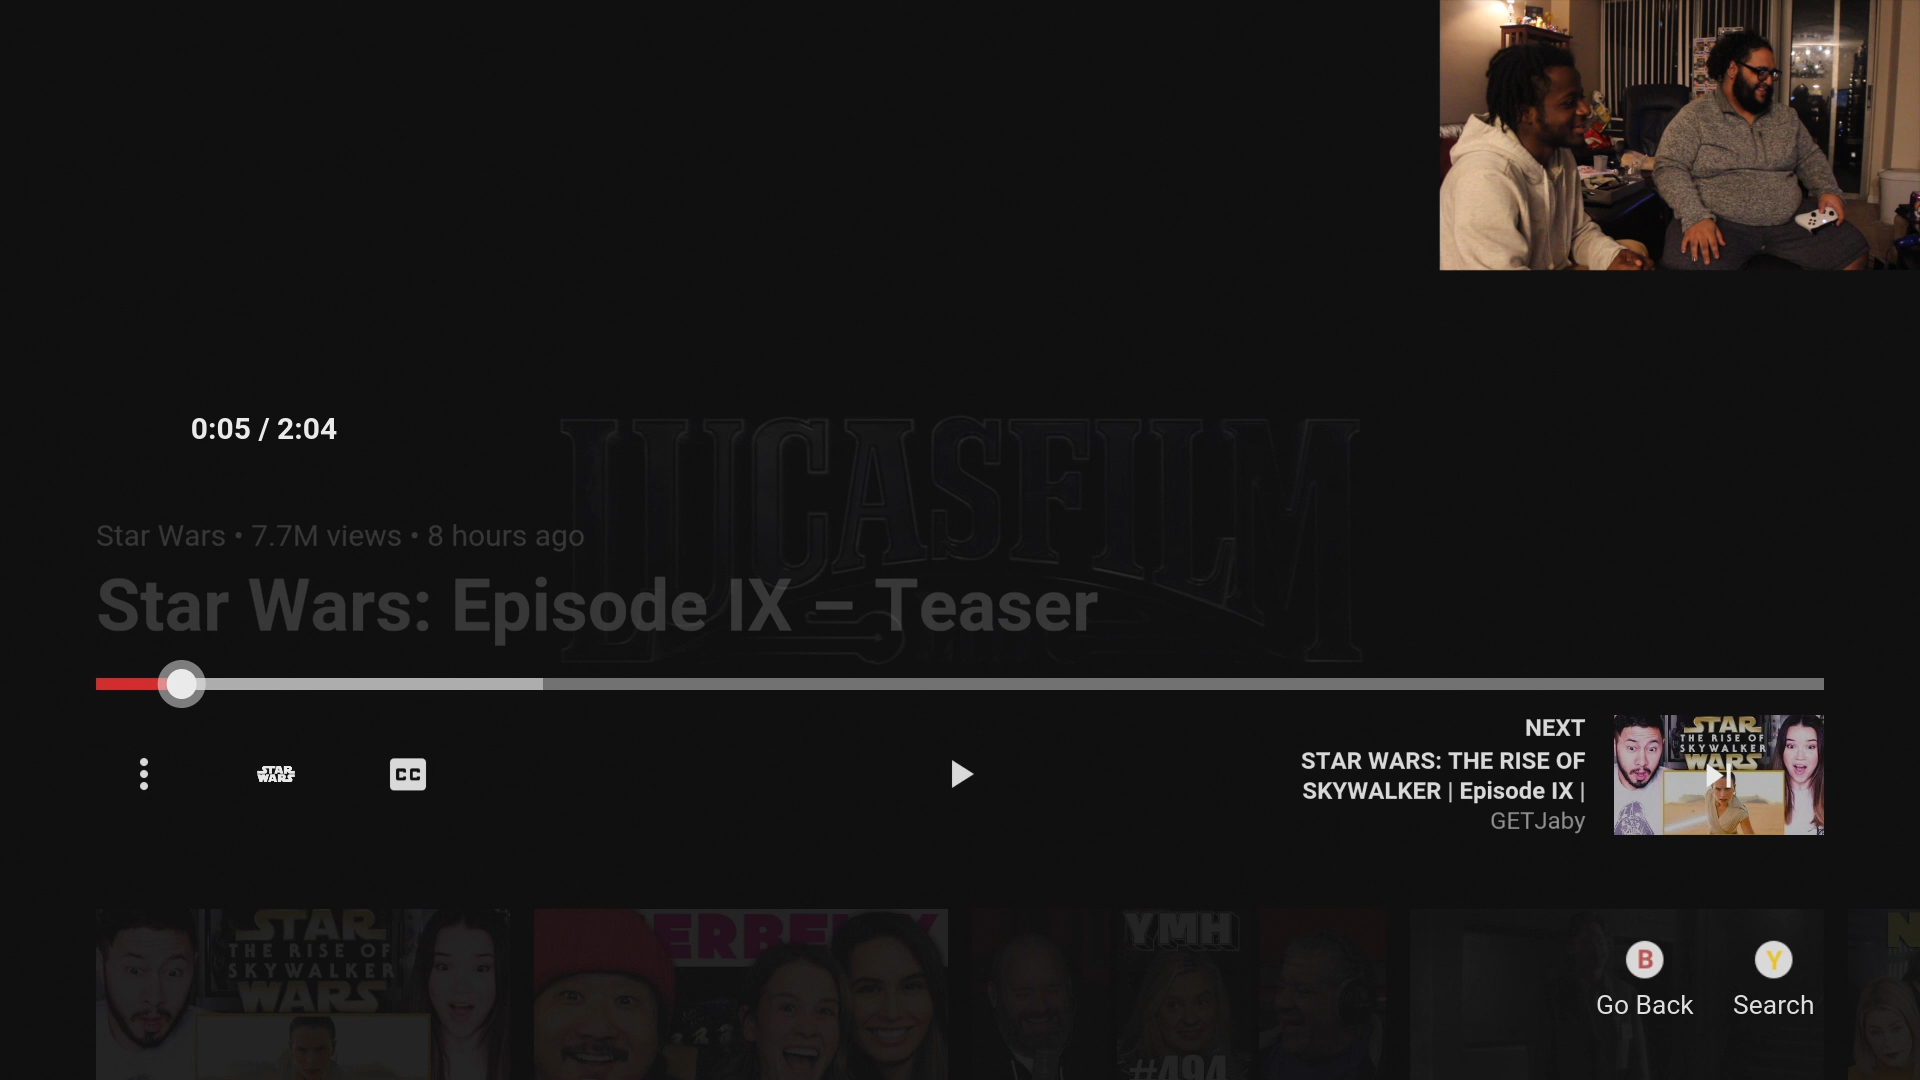 0:05 / 2:04
LUCASFILM
Star Wars • 7.7M views • 8 hours ago
Star Wars: Episode IX – Teaser
NEXT
STAR WARS: THE RISE OF
SKYWALKER | Episode IX |
GETJaby
STAR WARS
CC
STAR
THE RISE OF
SKYWALKER
WARS
STAR
THE RISE OF
SKYWALKER
WARS
YMH
#494
B
Go Back
Y
Search